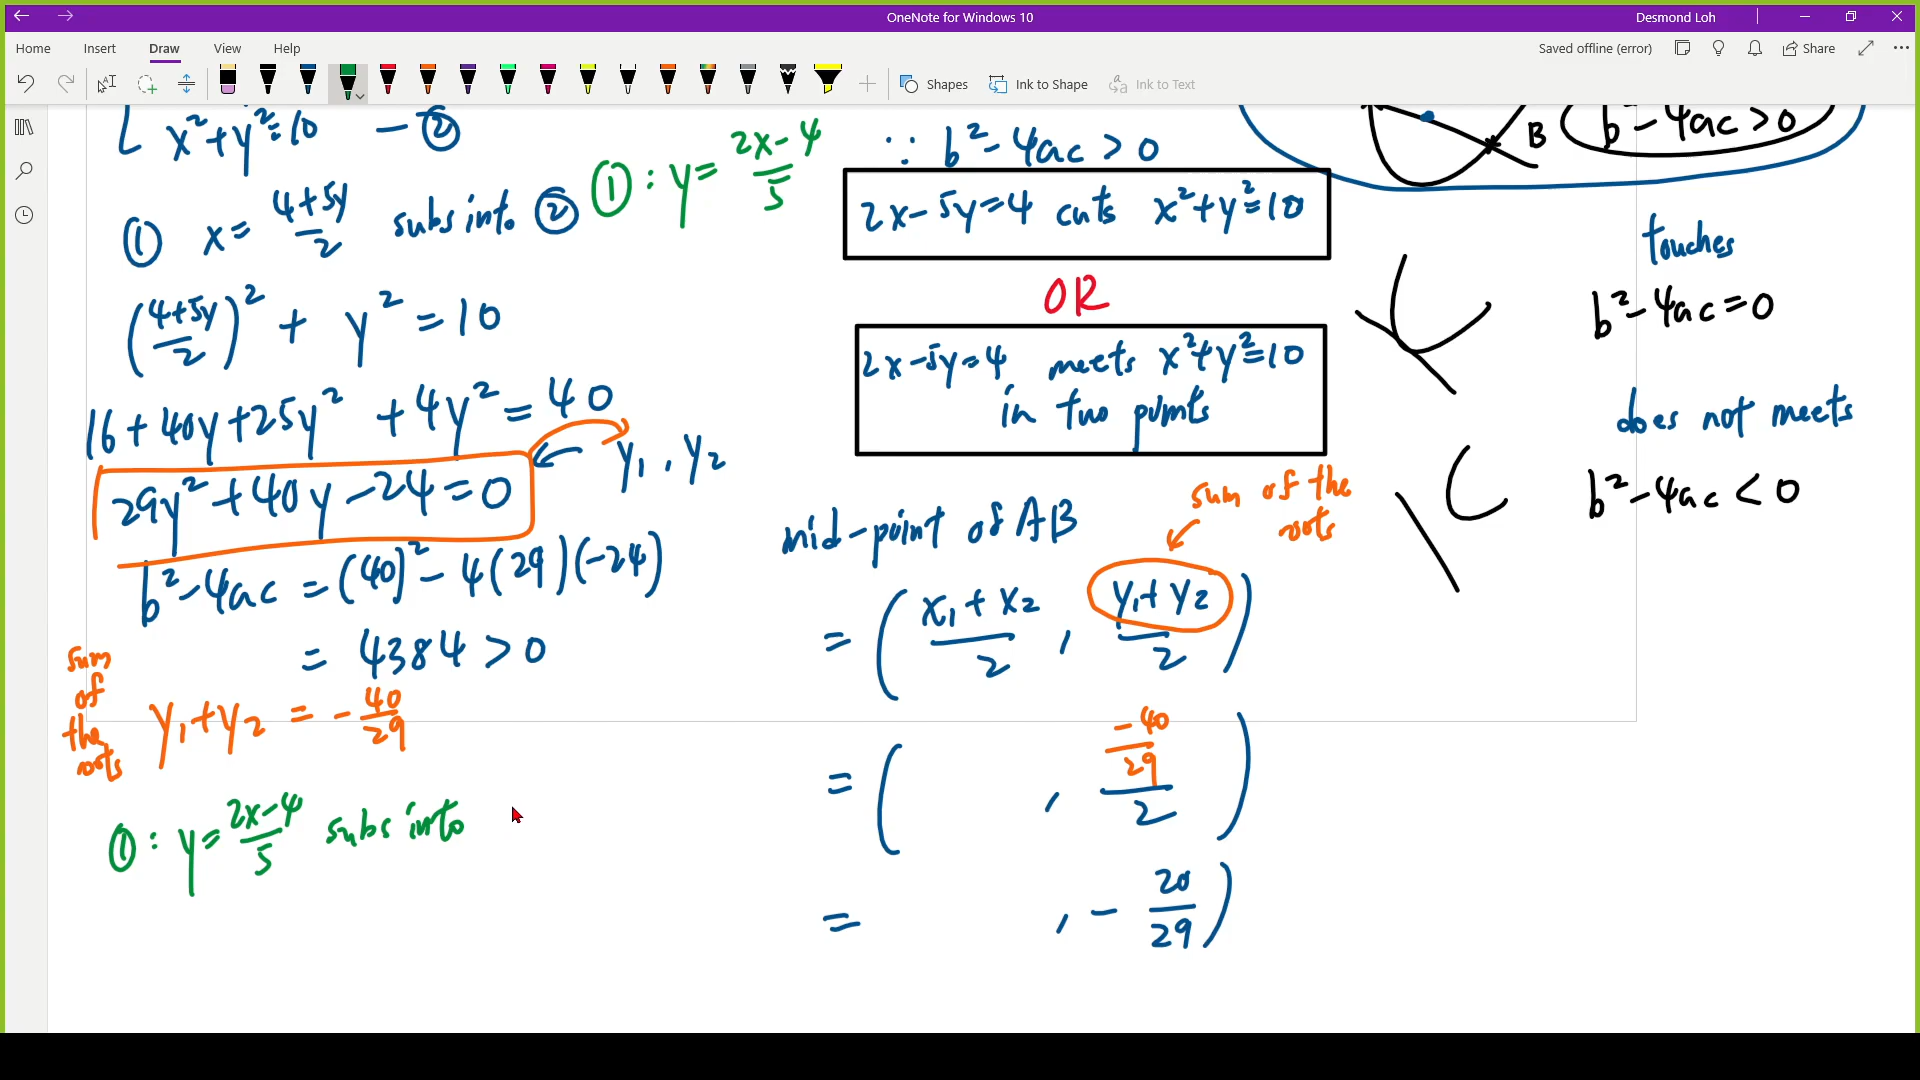 OneNote for Windows 10
Desmond Loh
Home Insert Draw View Help
Saved offline (error)
Share
Shapes
Ink to Shape
Ink to Text
x²+y²=10 — ②
① x = (4+5y)/2 subs into ②
((4+5y)/2)² + y² = 10
16 + 40y + 25y² + 4y² = 40
29y² + 40y − 24 = 0
y₁, y₂
b²−4ac = (40)² − 4(29)(−24)
= 4384 > 0
sum
of
the
roots
y₁+y₂ = −40/29
①: y = (2x−4)/5 subs into
①: y = (2x−4)/5
∵ b²−4ac > 0
2x−5y=4 cuts x²+y²=10
OR
2x−5y=4 meets x²+y²=10
in two points
mid-point of AB
sum of the
roots
= ((x₁+x₂)/2, (y₁+y₂)/2)
= ( , (−40/29)/2)
= , −20/29)
B
b²−4ac>0
touches
b²−4ac=0
does not meets
b²−4ac<0